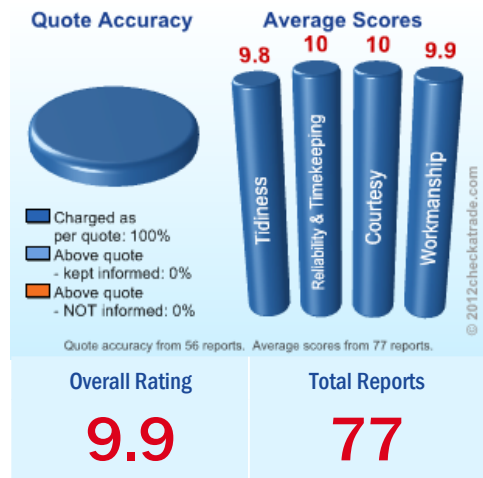 Quote Accuracy
Average Scores
9.8
10
10
9.9
Tidiness
Reliability & Timekeeping
Courtesy
Workmanship
Charged as
per quote: 100%
Above quote
- kept informed: 0%
Above quote
- NOT informed: 0%
© 2012checkatrade.com
Quote accuracy from 56 reports. Average scores from 77 reports.
Overall Rating
9.9
Total Reports
77